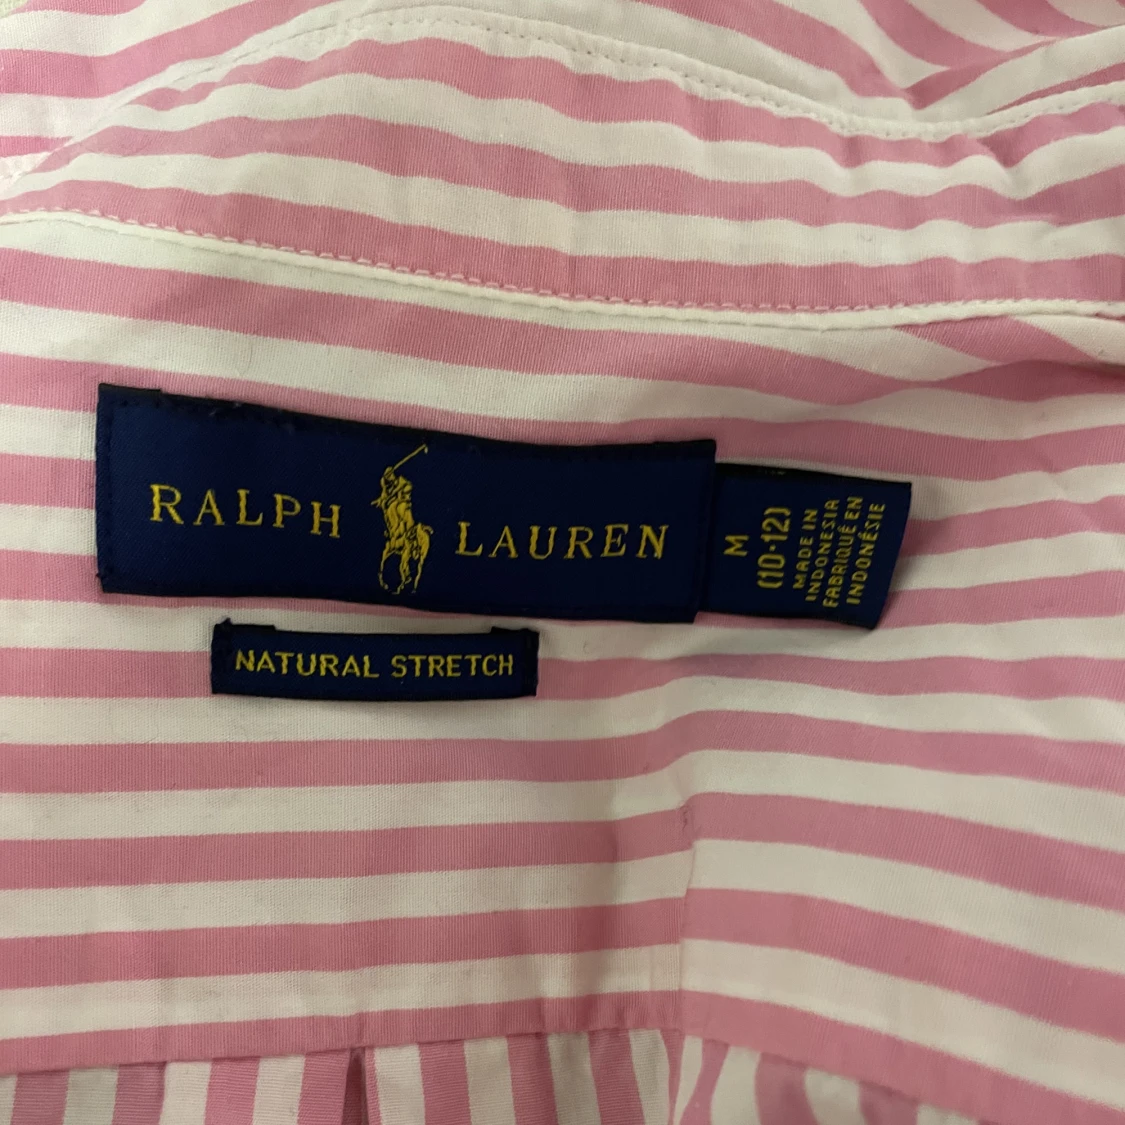 RALPH LAUREN
M
(10-12)
MADE IN
INDONESIA
FABRIQUÉ EN
INDONÉSIE
NATURAL STRETCH